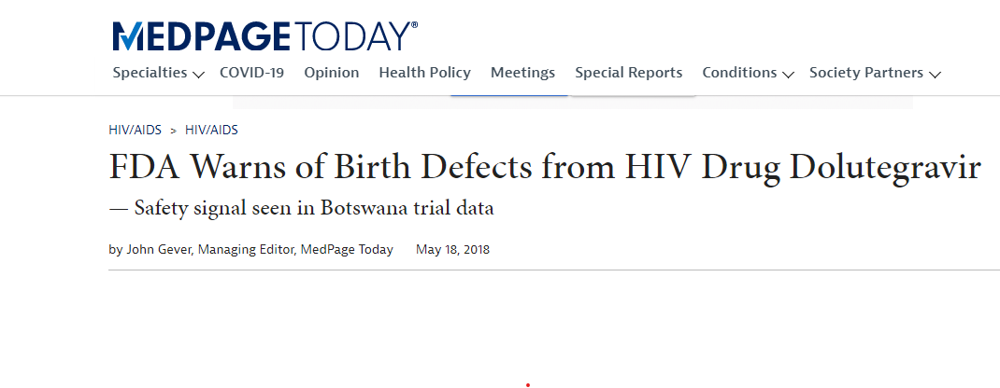 MEDPAGE TODAY®
Specialties COVID-19 Opinion Health Policy Meetings Special Reports Conditions Society Partners
HIV/AIDS > HIV/AIDS
FDA Warns of Birth Defects from HIV Drug Dolutegravir
— Safety signal seen in Botswana trial data
by John Gever, Managing Editor, MedPage Today May 18, 2018